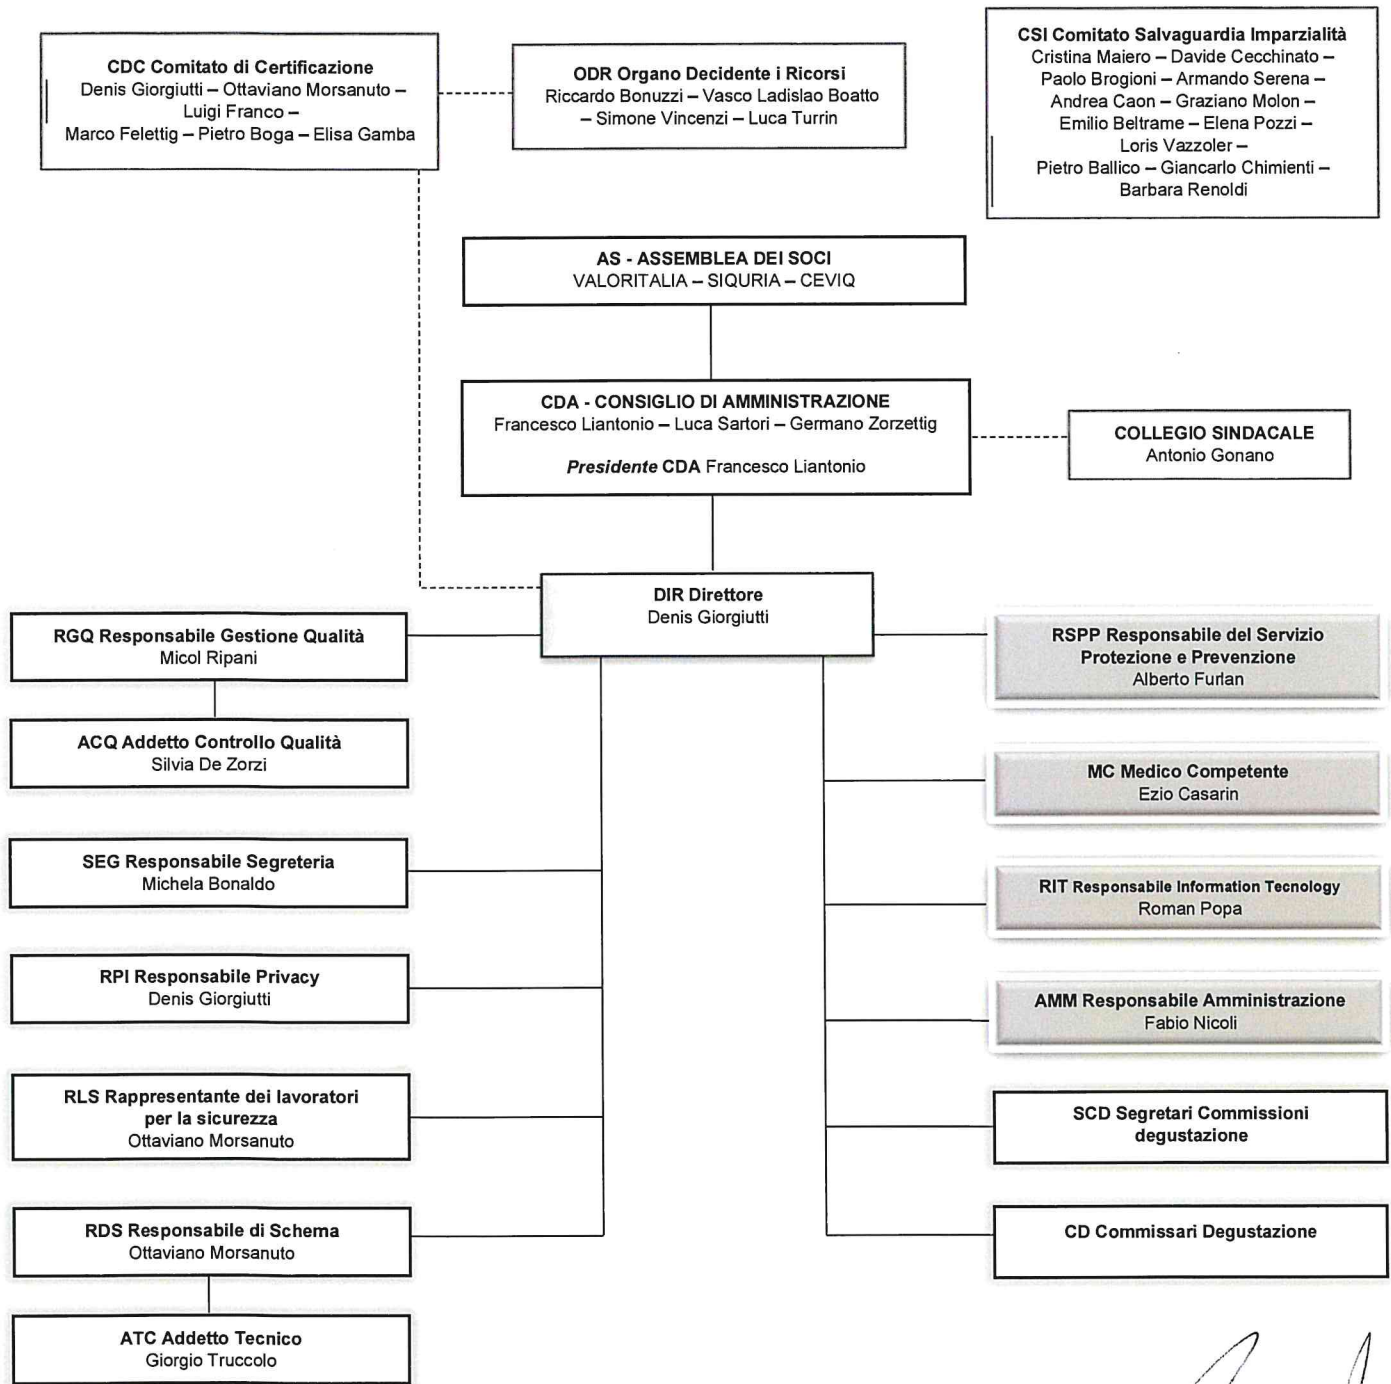 CDC Comitato di Certificazione
Denis Giorgiutti – Ottaviano Morsanuto –
Luigi Franco –
Marco Felettig – Pietro Boga – Elisa Gamba
ODR Organo Decidente i Ricorsi
Riccardo Bonuzzi – Vasco Ladislao Boatto
– Simone Vincenzi – Luca Turrin
CSI Comitato Salvaguardia Imparzialità
Cristina Maiero – Davide Cecchinato –
Paolo Brogioni – Armando Serena –
Andrea Caon – Graziano Molon –
Emilio Beltrame – Elena Pozzi –
Loris Vazzoler –
Pietro Ballico – Giancarlo Chimienti –
Barbara Renoldi
AS - ASSEMBLEA DEI SOCI
VALORITALIA – SIQURIA – CEVIQ
CDA - CONSIGLIO DI AMMINISTRAZIONE
Francesco Liantonio – Luca Sartori – Germano Zorzettig
Presidente CDA Francesco Liantonio
COLLEGIO SINDACALE
Antonio Gonano
DIR Direttore
Denis Giorgiutti
RGQ Responsabile Gestione Qualità
Micol Ripani
ACQ Addetto Controllo Qualità
Silvia De Zorzi
SEG Responsabile Segreteria
Michela Bonaldo
RPI Responsabile Privacy
Denis Giorgiutti
RLS Rappresentante dei lavoratori
per la sicurezza
Ottaviano Morsanuto
RDS Responsabile di Schema
Ottaviano Morsanuto
ATC Addetto Tecnico
Giorgio Truccolo
RSPP Responsabile del Servizio
Protezione e Prevenzione
Alberto Furlan
MC Medico Competente
Ezio Casarin
RIT Responsabile Information Tecnology
Roman Popa
AMM Responsabile Amministrazione
Fabio Nicoli
SCD Segretari Commissioni
degustazione
CD Commissari Degustazione